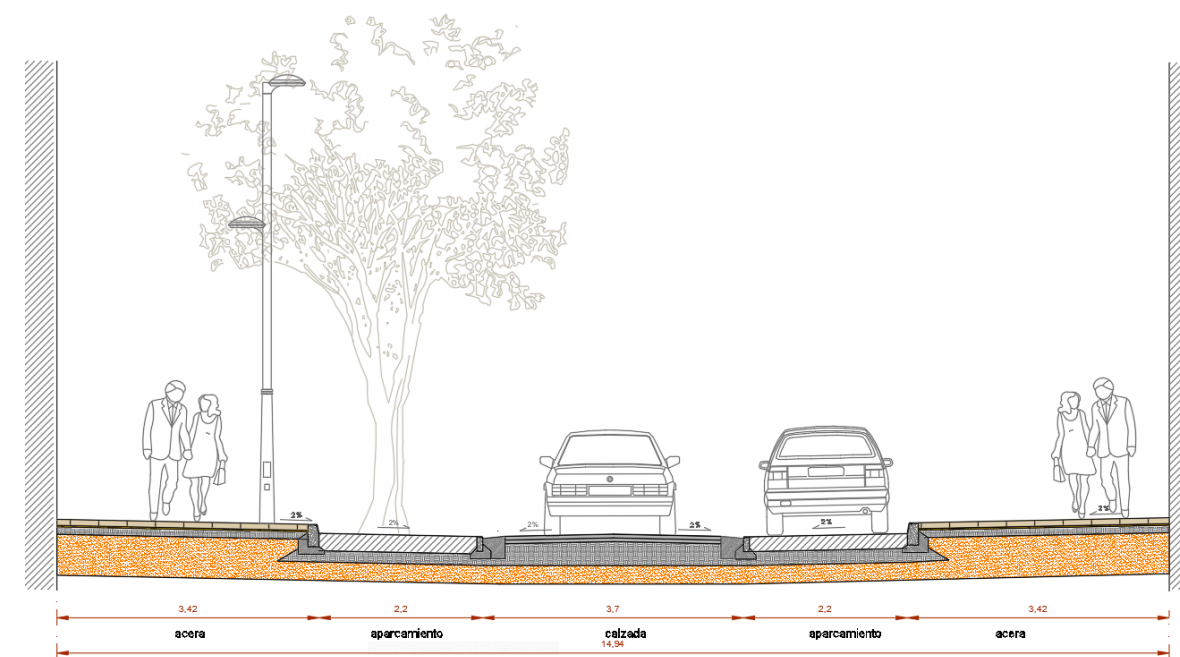 2% 2% 2% 2% 2% 2%
3,42 2,2 3,7 2,2 3,42
acera aparcamiento calzada aparcamiento acera
14,94